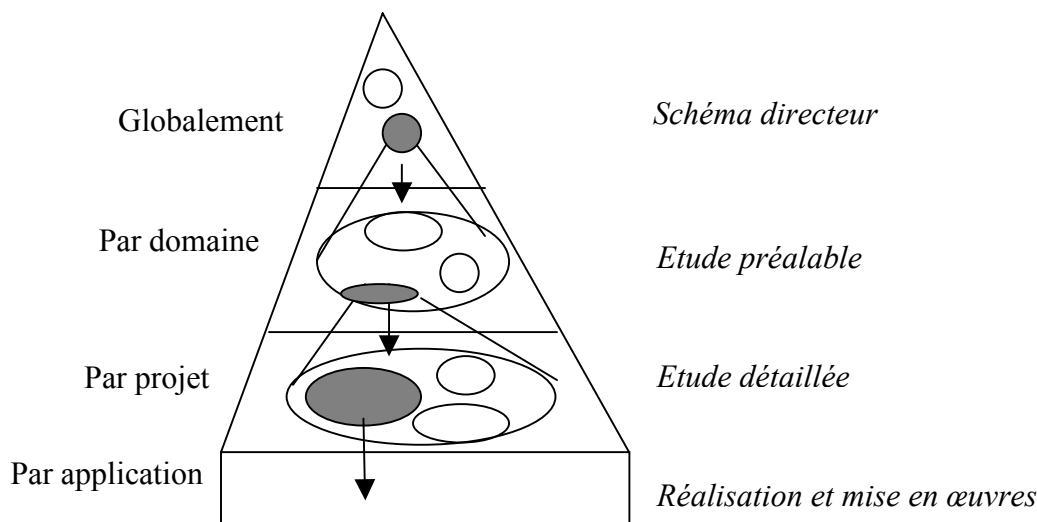 Globalement
Schéma directeur
Par domaine
Etude préalable
Par projet
Etude détaillée
Par application
Réalisation et mise en œuvres